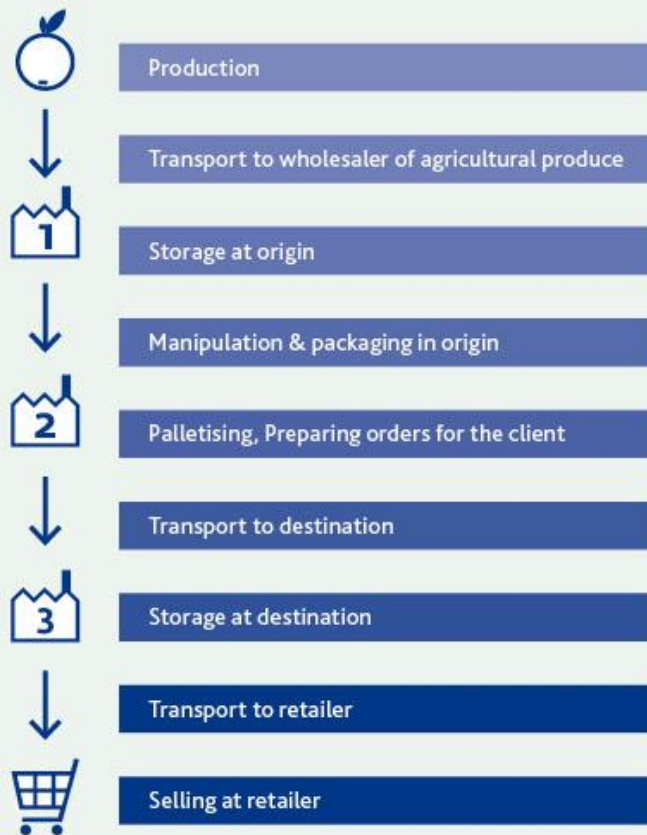 Production
Transport to wholesaler of agricultural produce
1
Storage at origin
Manipulation & packaging in origin
2
Palletising, Preparing orders for the client
Transport to destination
3
Storage at destination
Transport to retailer
Selling at retailer